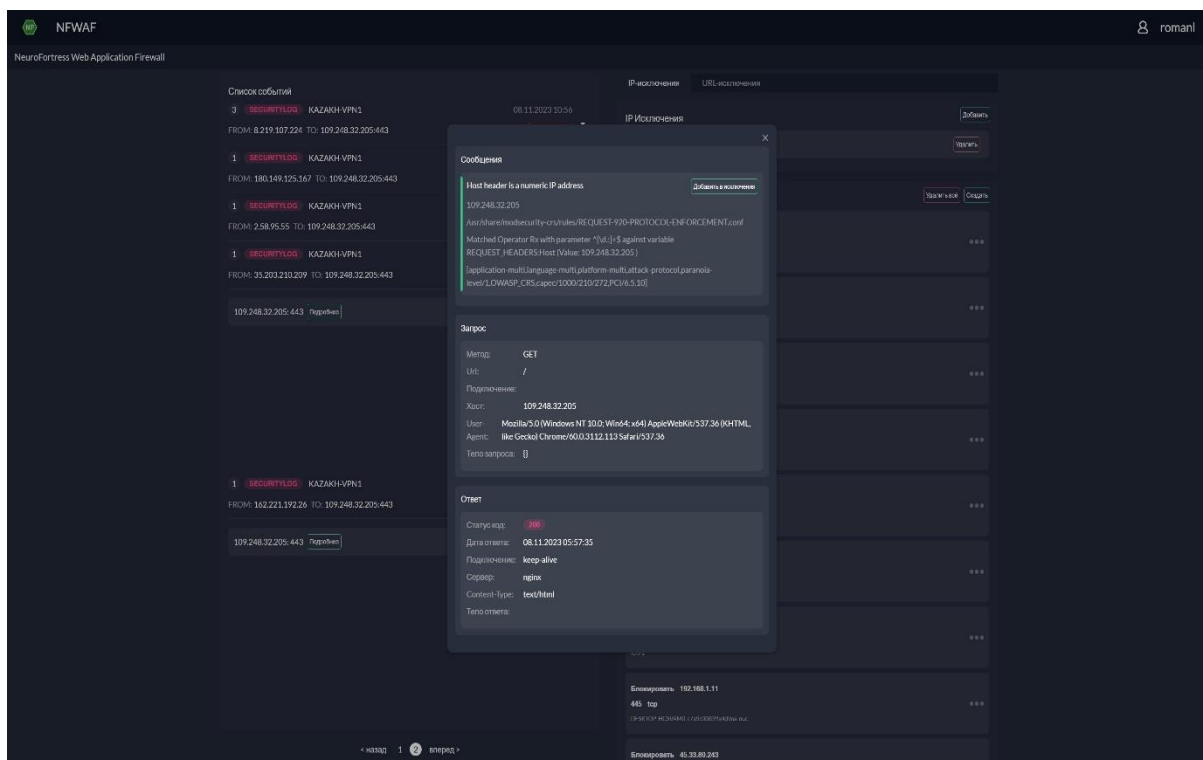 NFWAF
romanl
NeuroFortress Web Application Firewall
Список событий
3 SECURITYLOG KAZAKH-VPN1 08.11.2023 10:56
FROM: 8.219.107.224 TO: 109.248.32.205:443
1 SECURITYLOG KAZAKH-VPN1
FROM: 180.149.125.167 TO: 109.248.32.205:443
1 SECURITYLOG KAZAKH-VPN1
FROM: 2.58.95.55 TO: 109.248.32.205:443
1 SECURITYLOG KAZAKH-VPN1
FROM: 35.203.210.209 TO: 109.248.32.205:443
109.248.32.205: 443 Подробнее
1 SECURITYLOG KAZAKH-VPN1
FROM: 162.221.192.26 TO: 109.248.32.205:443
109.248.32.205: 443 Подробнее
< назад 1 2 вперед >
Сообщения
Host header is a numeric IP address Добавить в исключения
109.248.32.205
/usr/share/modsecurity-crs/rules/REQUEST-920-PROTOCOL-ENFORCEMENT.conf
Matched Operator Rx with parameter ^[\d.:]+$ against variable
REQUEST_HEADERS:Host (Value: 109.248.32.205 )
[application-multi,language-multi,platform-multi,attack-protocol,paranoia-
level/1,OWASP_CRS,capec/1000/210/272,PCI/6.5.10]
Запрос
Метод: GET
Url: /
Подключение:
Хост: 109.248.32.205
User- Mozilla/5.0 (Windows NT 10.0; Win64; x64) AppleWebKit/537.36 (KHTML,
Agent: like Gecko) Chrome/60.0.3112.113 Safari/537.36
Тело запроса: {}
Ответ
Статус код: 200
Дата ответа: 08.11.2023 05:57:35
Подключение: keep-alive
Сервер: nginx
Content-Type: text/html
Тело ответа:
IP-исключения URL-исключения
IP Исключения Добавить
Удалить
Удалить все Создать
Блокировать 192.168.1.11
445 tcp
Блокировать 45.33.80.243